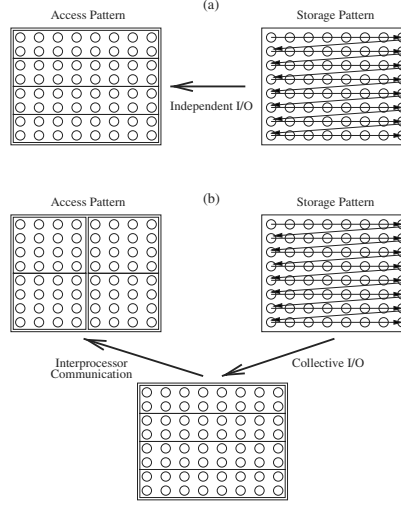 (a)
Access Pattern
Storage Pattern
Independent I/O
(b)
Access Pattern
Storage Pattern
Interprocessor
Communication
Collective I/O